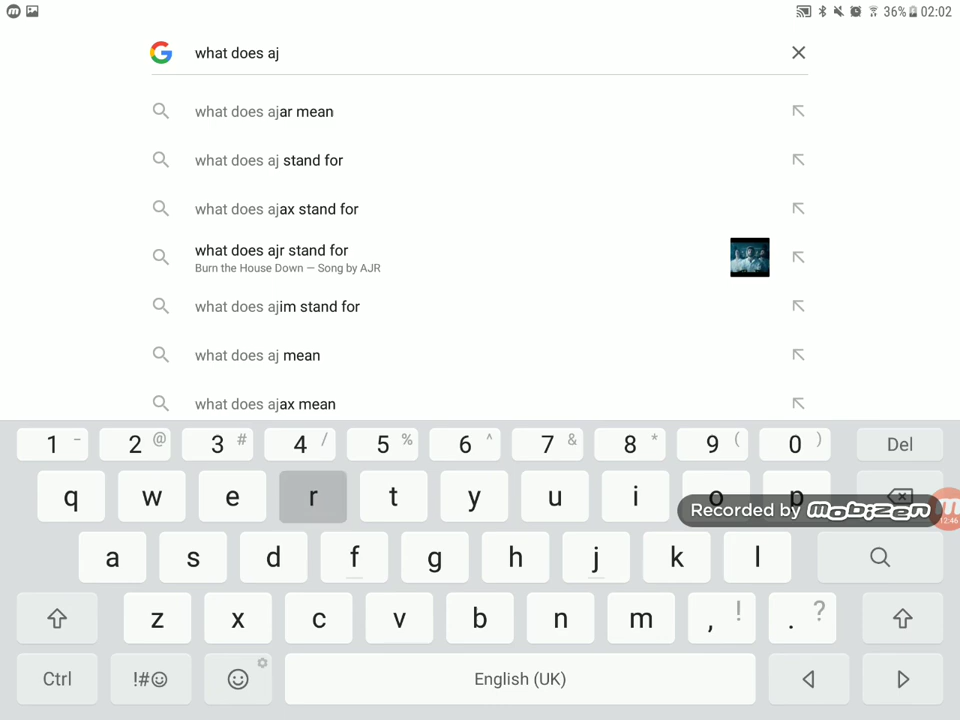 36% 02:02
what does aj
what does ajar mean
what does aj stand for
what does ajax stand for
what does ajr stand for
Burn the House Down — Song by AJR
what does ajim stand for
what does aj mean
what does ajax mean
1 - 2 @ 3 # 4 / 5 % 6 ^ 7 & 8 * 9 ( 0 ) Del
q w e r t y u i o p
Recorded by mobizen
12:46
a s d f g h j k l
z x c v b n m , ! . ?
Ctrl !#☺ English (UK)